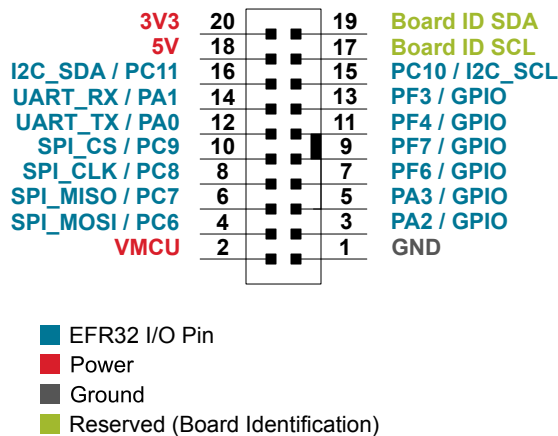 3V3 20 19 Board ID SDA
5V 18 17 Board ID SCL
I2C_SDA / PC11 16 15 PC10 / I2C_SCL
UART_RX / PA1 14 13 PF3 / GPIO
UART_TX / PA0 12 11 PF4 / GPIO
SPI_CS / PC9 10 9 PF7 / GPIO
SPI_CLK / PC8 8 7 PF6 / GPIO
SPI_MISO / PC7 6 5 PA3 / GPIO
SPI_MOSI / PC6 4 3 PA2 / GPIO
VMCU 2 1 GND
EFR32 I/O Pin
Power
Ground
Reserved (Board Identification)